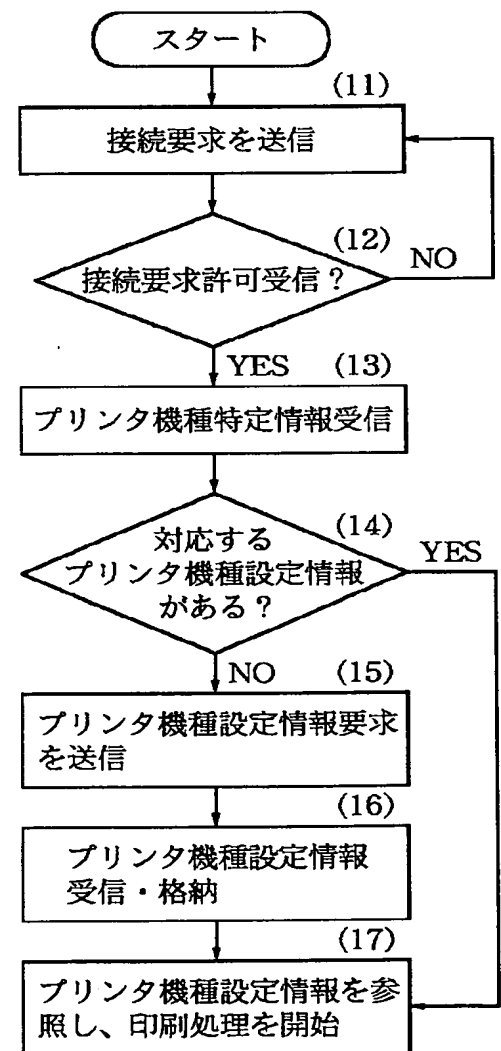 スタート
(11)
接続要求を送信
(12)
接続要求許可受信?
NO
YES
(13)
プリンタ機種特定情報受信
(14)
対応する
プリンタ機種設定情報
がある?
YES
NO
(15)
プリンタ機種設定情報要求
を送信
(16)
プリンタ機種設定情報
受信・格納
(17)
プリンタ機種設定情報を参
照し、印刷処理を開始